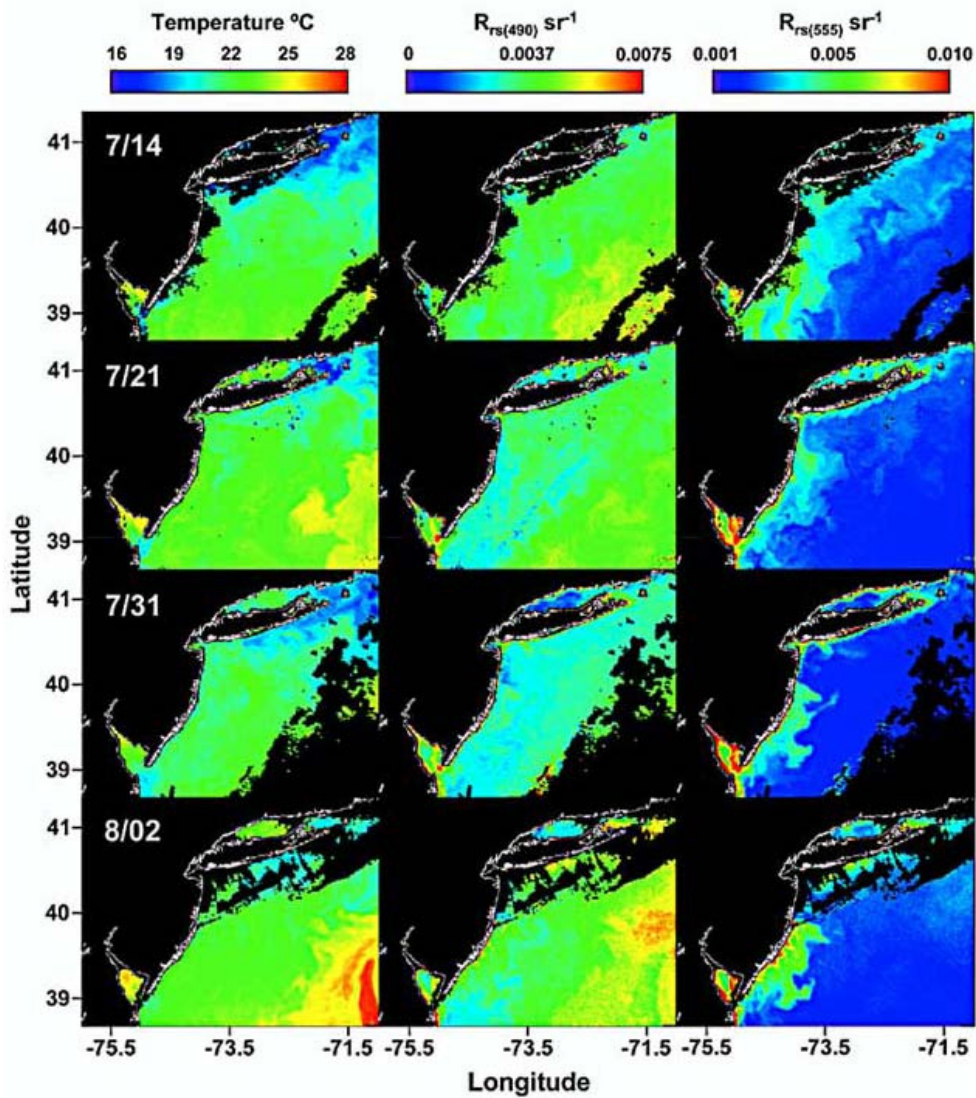 Temperature ºC
R_rs(490) sr⁻¹
R_rs(555) sr⁻¹
16 19 22 25 28
0 0.0037 0.0075
0.001 0.005 0.010
7/14
41
40
39
7/21
41
40
39
7/31
41
40
39
8/02
41
40
39
Latitude
-75.5 -73.5 -71.5
-75.5 -73.5 -71.5
-75.5 -73.5 -71.5
Longitude